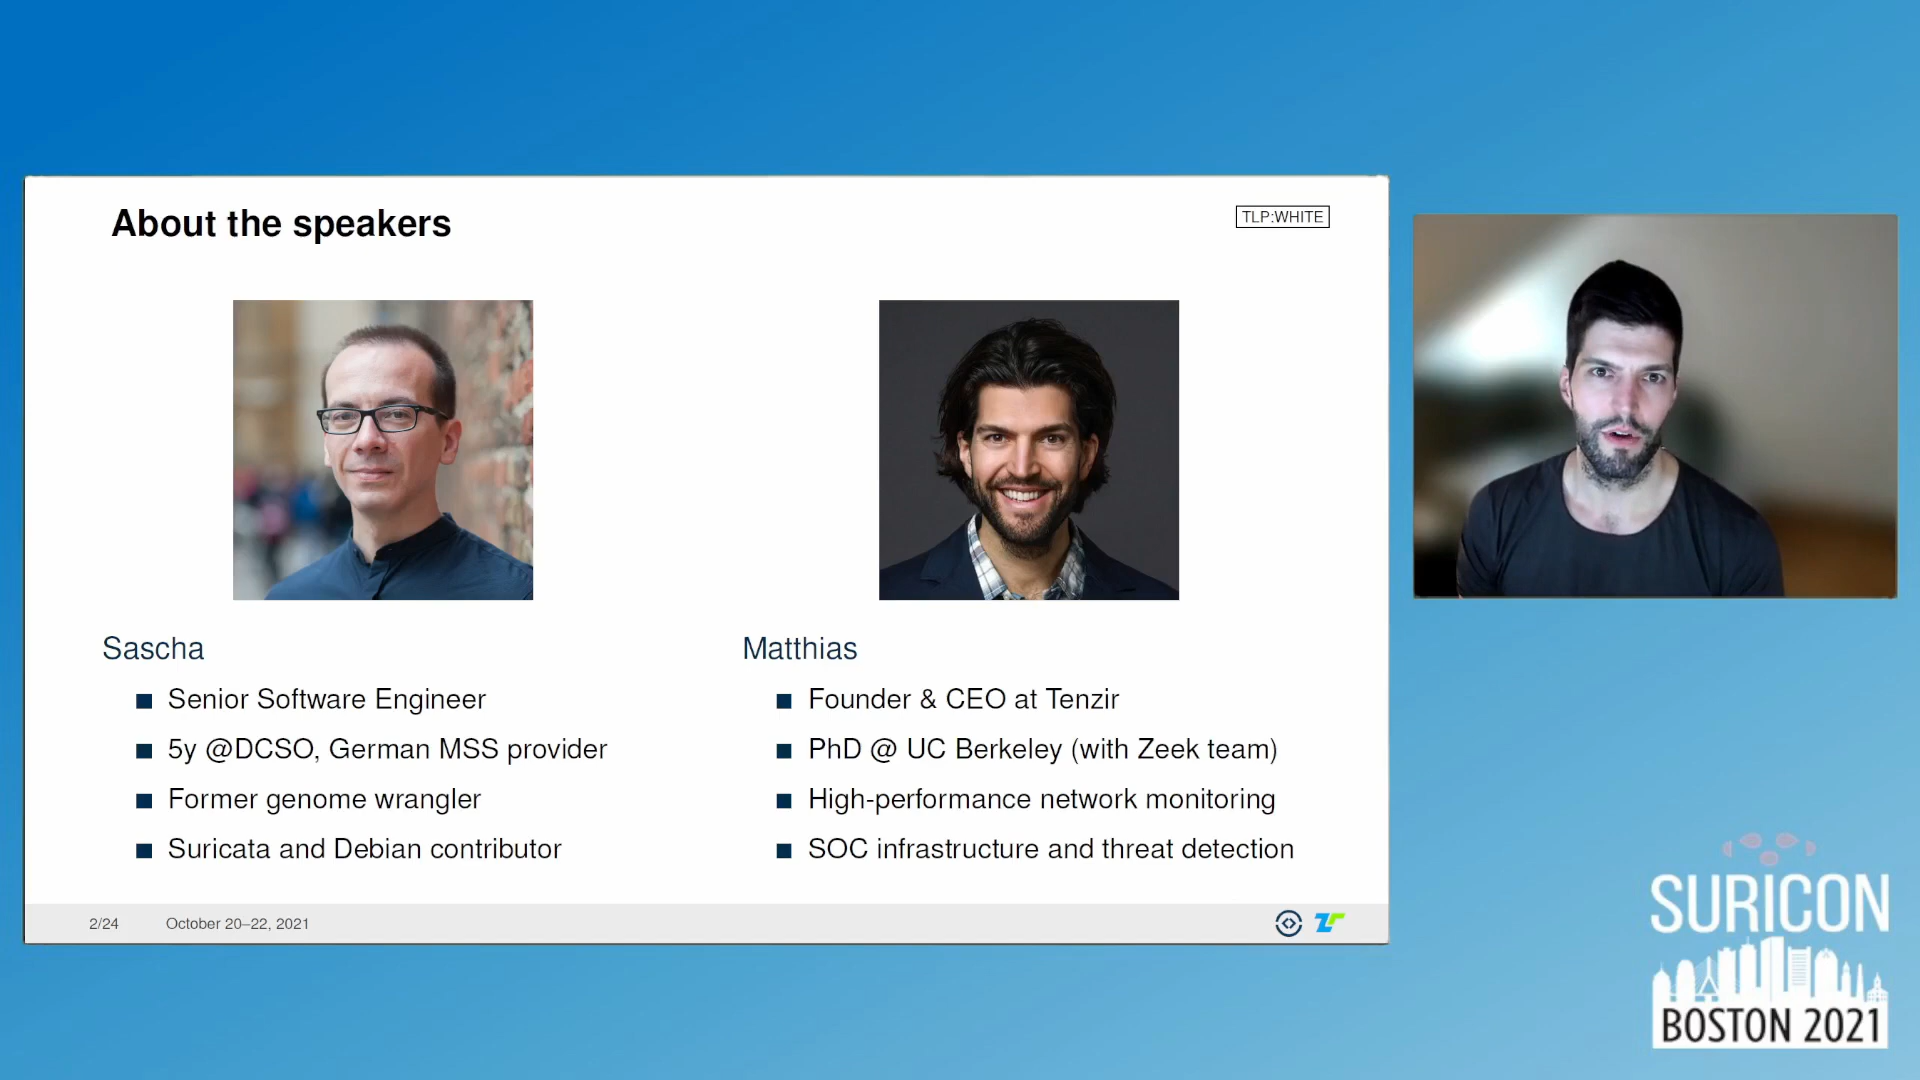 About the speakers
TLP:WHITE
Sascha
Senior Software Engineer
5y @DCSO, German MSS provider
Former genome wrangler
Suricata and Debian contributor
Matthias
Founder & CEO at Tenzir
PhD @ UC Berkeley (with Zeek team)
High-performance network monitoring
SOC infrastructure and threat detection
2/24
October 20–22, 2021
SURICON
BOSTON 2021